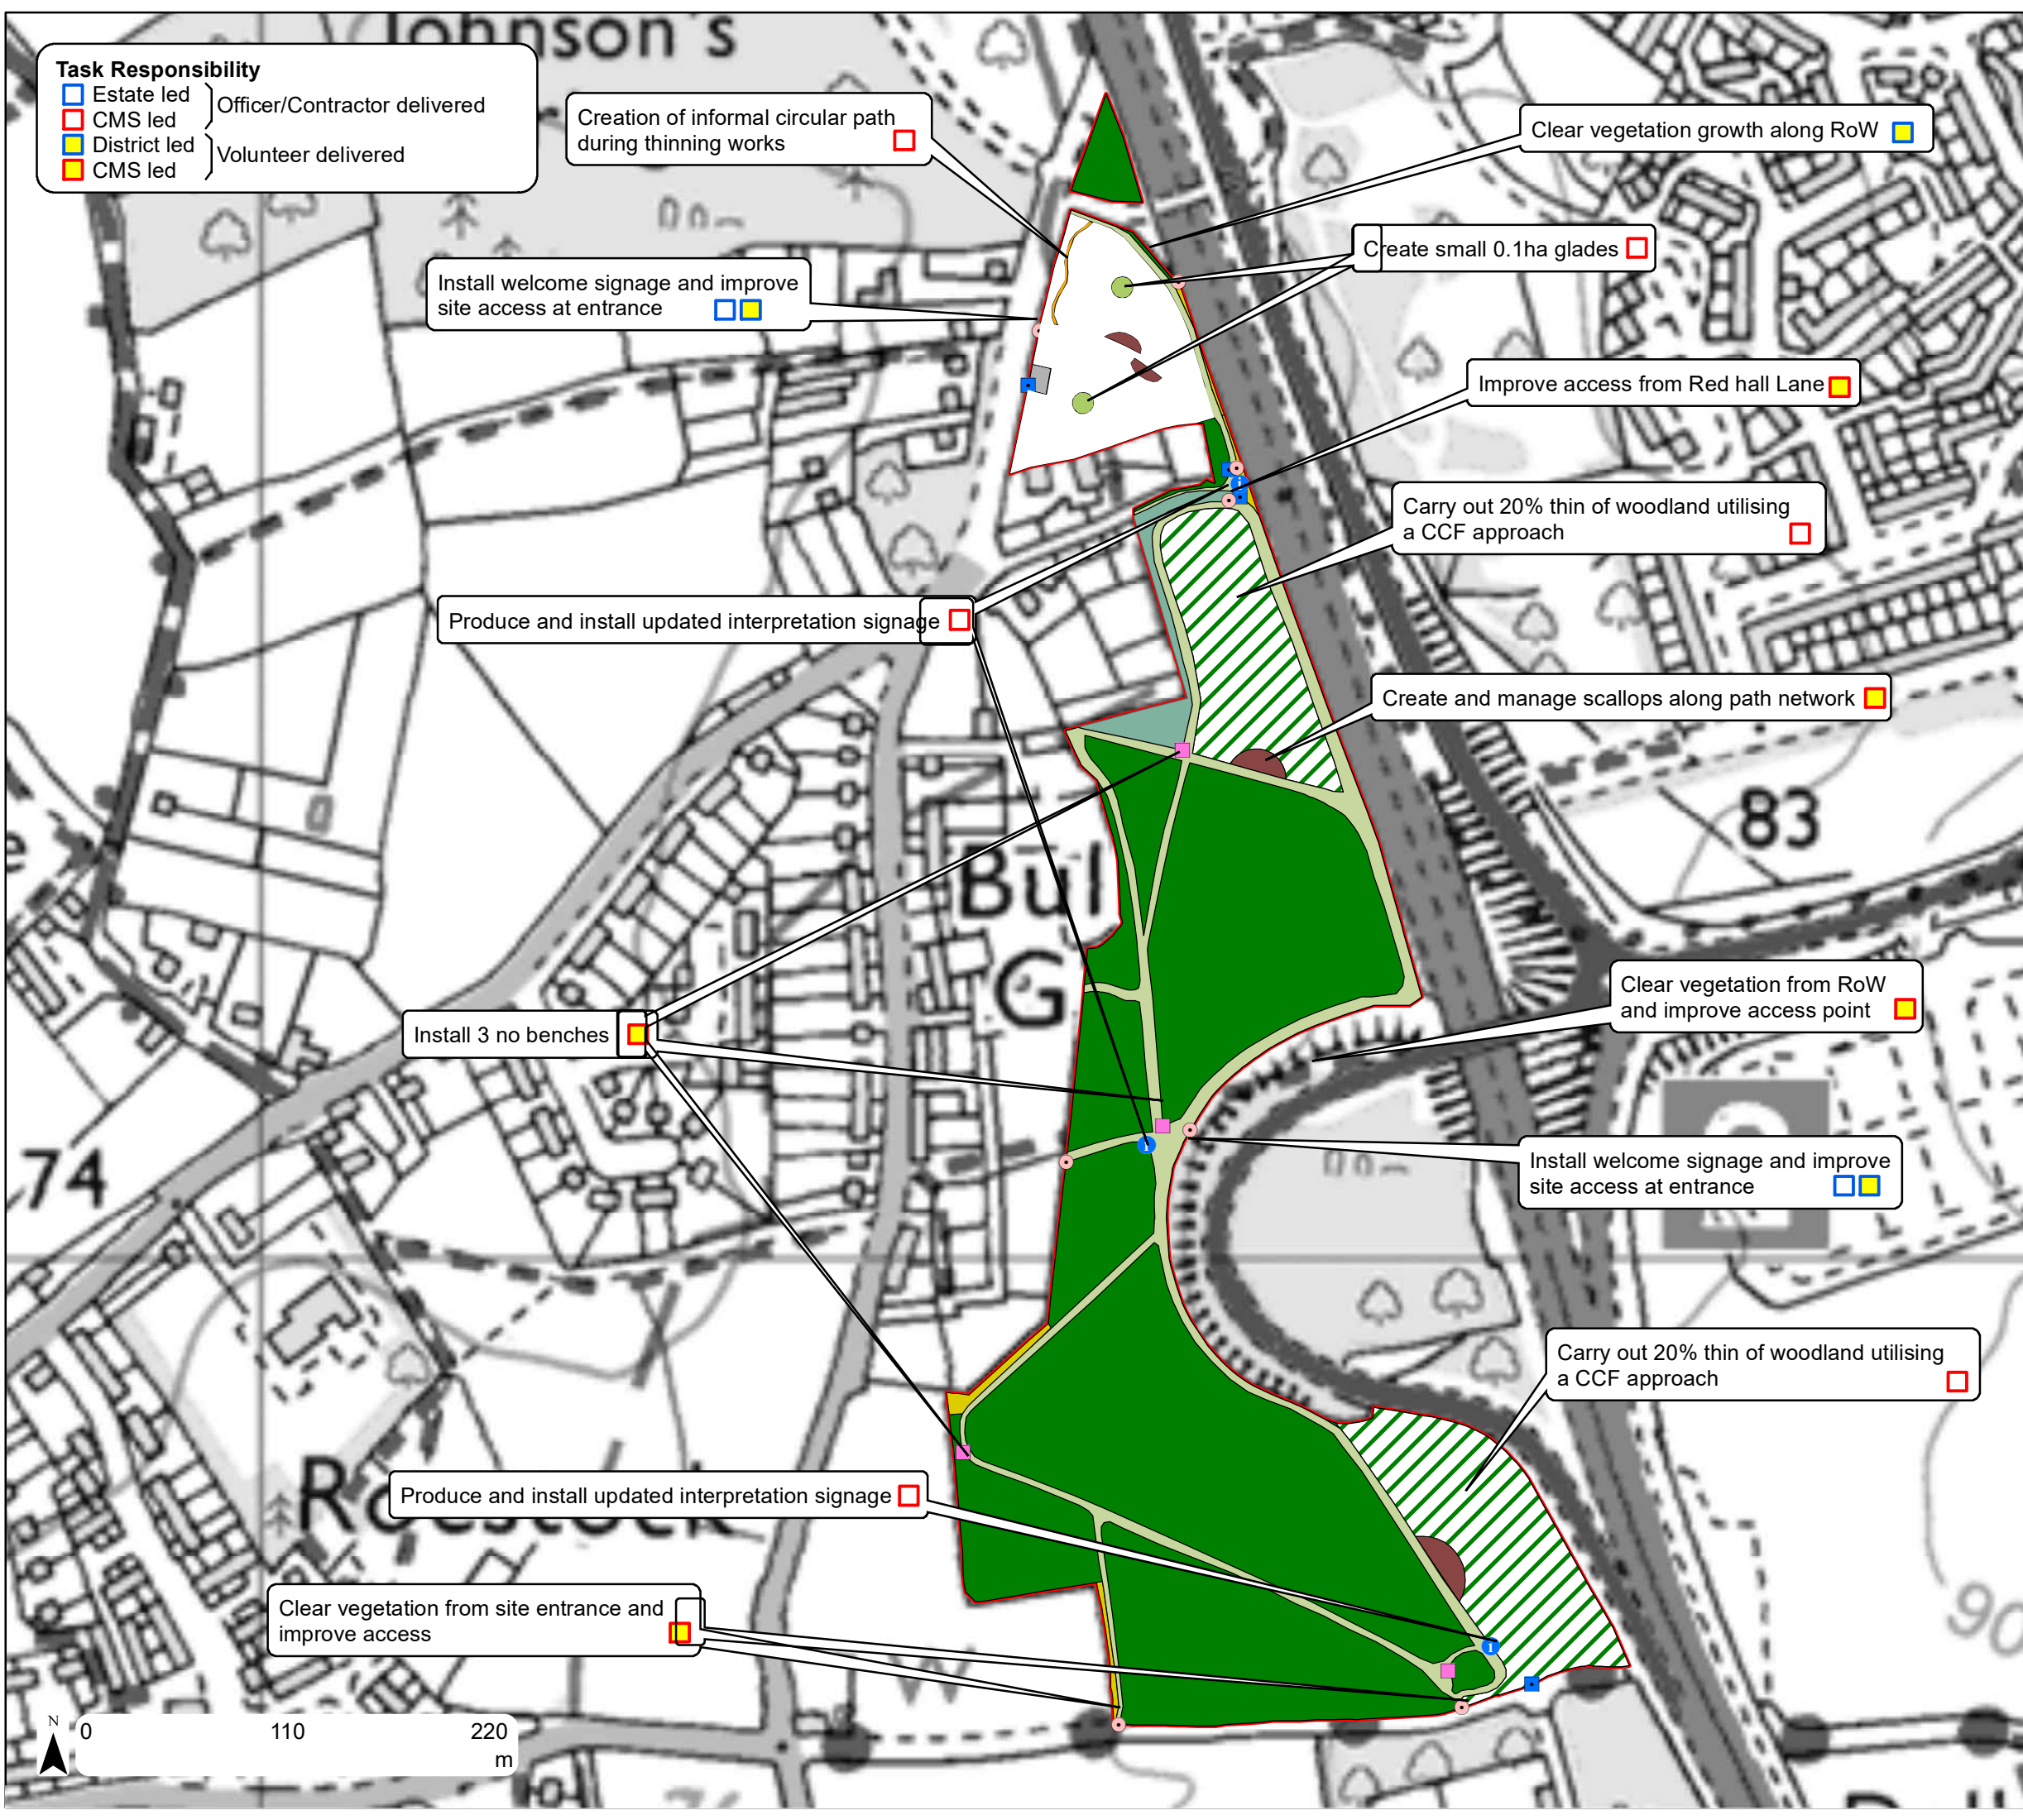 Johnson's
Task Responsibility
Estate led
CMS led
Officer/Contractor delivered
District led
CMS led
Volunteer delivered
Creation of informal circular path
during thinning works
Clear vegetation growth along RoW
Create small 0.1ha glades
Install welcome signage and improve
site access at entrance
Improve access from Red hall Lane
Carry out 20% thin of woodland utilising
a CCF approach
Produce and install updated interpretation signage
Create and manage scallops along path network
83
Bul
G
Clear vegetation from RoW
and improve access point
Install 3 no benches
74
2
Install welcome signage and improve
site access at entrance
Carry out 20% thin of woodland utilising
a CCF approach
Roestock
Produce and install updated interpretation signage
Clear vegetation from site entrance and
improve access
90
W
N
0 110 220
m